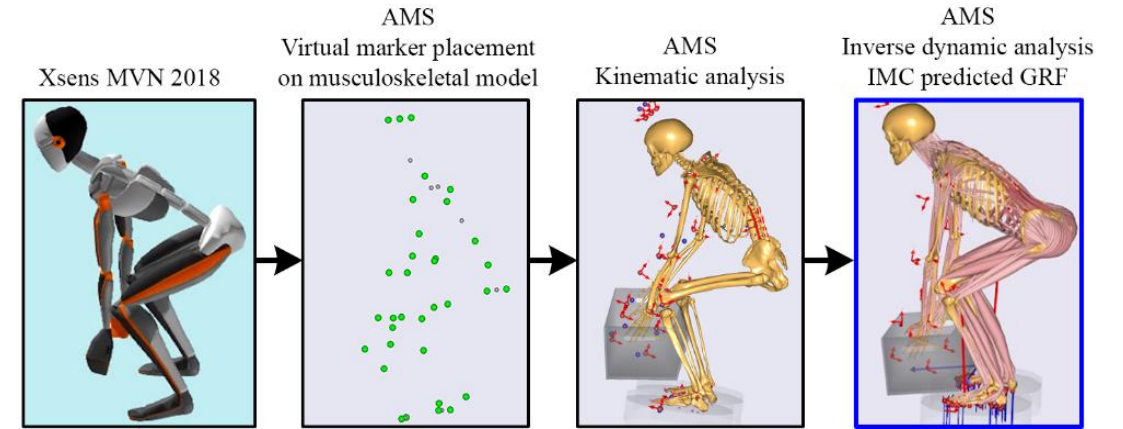 Xsens MVN 2018
AMS
Virtual marker placement
on musculoskeletal model
AMS
Kinematic analysis
AMS
Inverse dynamic analysis
IMC predicted GRF